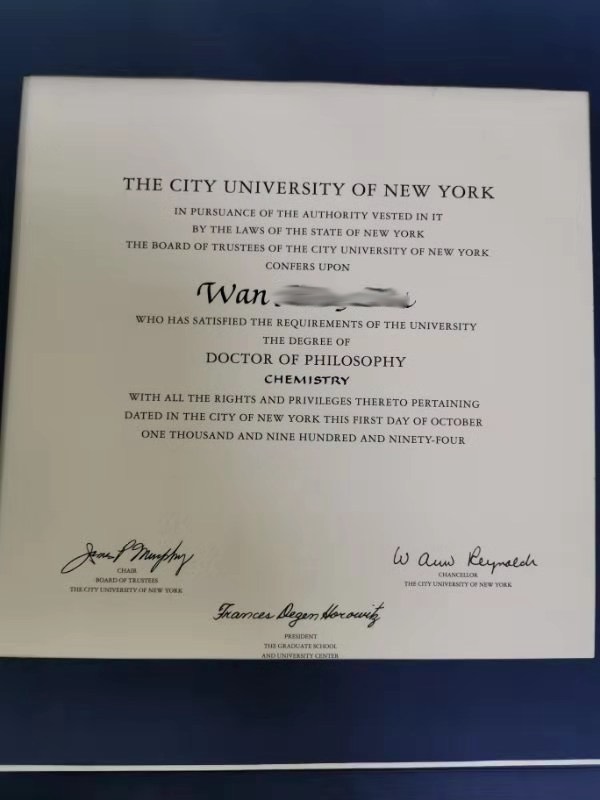 THE CITY UNIVERSITY OF NEW YORK
IN PURSUANCE OF THE AUTHORITY VESTED IN IT
BY THE LAWS OF THE STATE OF NEW YORK
THE BOARD OF TRUSTEES OF THE CITY UNIVERSITY OF NEW YORK
CONFERS UPON
Wan
WHO HAS SATISFIED THE REQUIREMENTS OF THE UNIVERSITY
THE DEGREE OF
DOCTOR OF PHILOSOPHY
CHEMISTRY
WITH ALL THE RIGHTS AND PRIVILEGES THERETO PERTAINING
DATED IN THE CITY OF NEW YORK THIS FIRST DAY OF OCTOBER
ONE THOUSAND AND NINE HUNDRED AND NINETY-FOUR
James P Murphy
CHAIR
BOARD OF TRUSTEES
THE CITY UNIVERSITY OF NEW YORK
W Ann Reynolds
CHANCELLOR
THE CITY UNIVERSITY OF NEW YORK
Frances Degen Horowitz
PRESIDENT
THE GRADUATE SCHOOL
AND UNIVERSITY CENTER